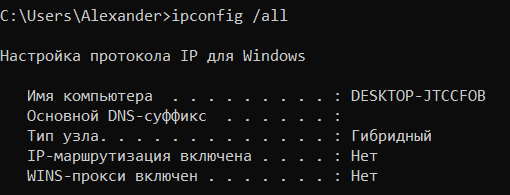 C:\Users\Alexander>ipconfig /all
Настройка протокола IP для Windows
Имя компьютера . . . . . . . . . : DESKTOP-JTCCFOB
Основной DNS-суффикс . . . . . . :
Тип узла. . . . . . . . . . . . . : Гибридный
IP-маршрутизация включена . . . . : Нет
WINS-прокси включен . . . . . . . : Нет